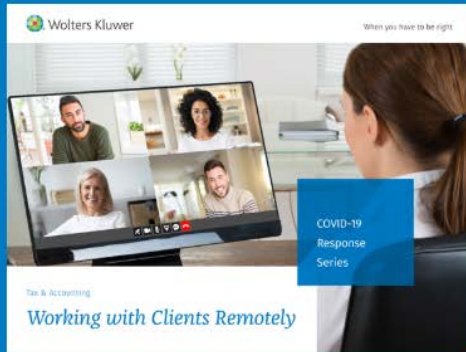 Wolters Kluwer
When you have to be right
COVID-19
Response
Series
Tax & Accounting
Working with Clients Remotely